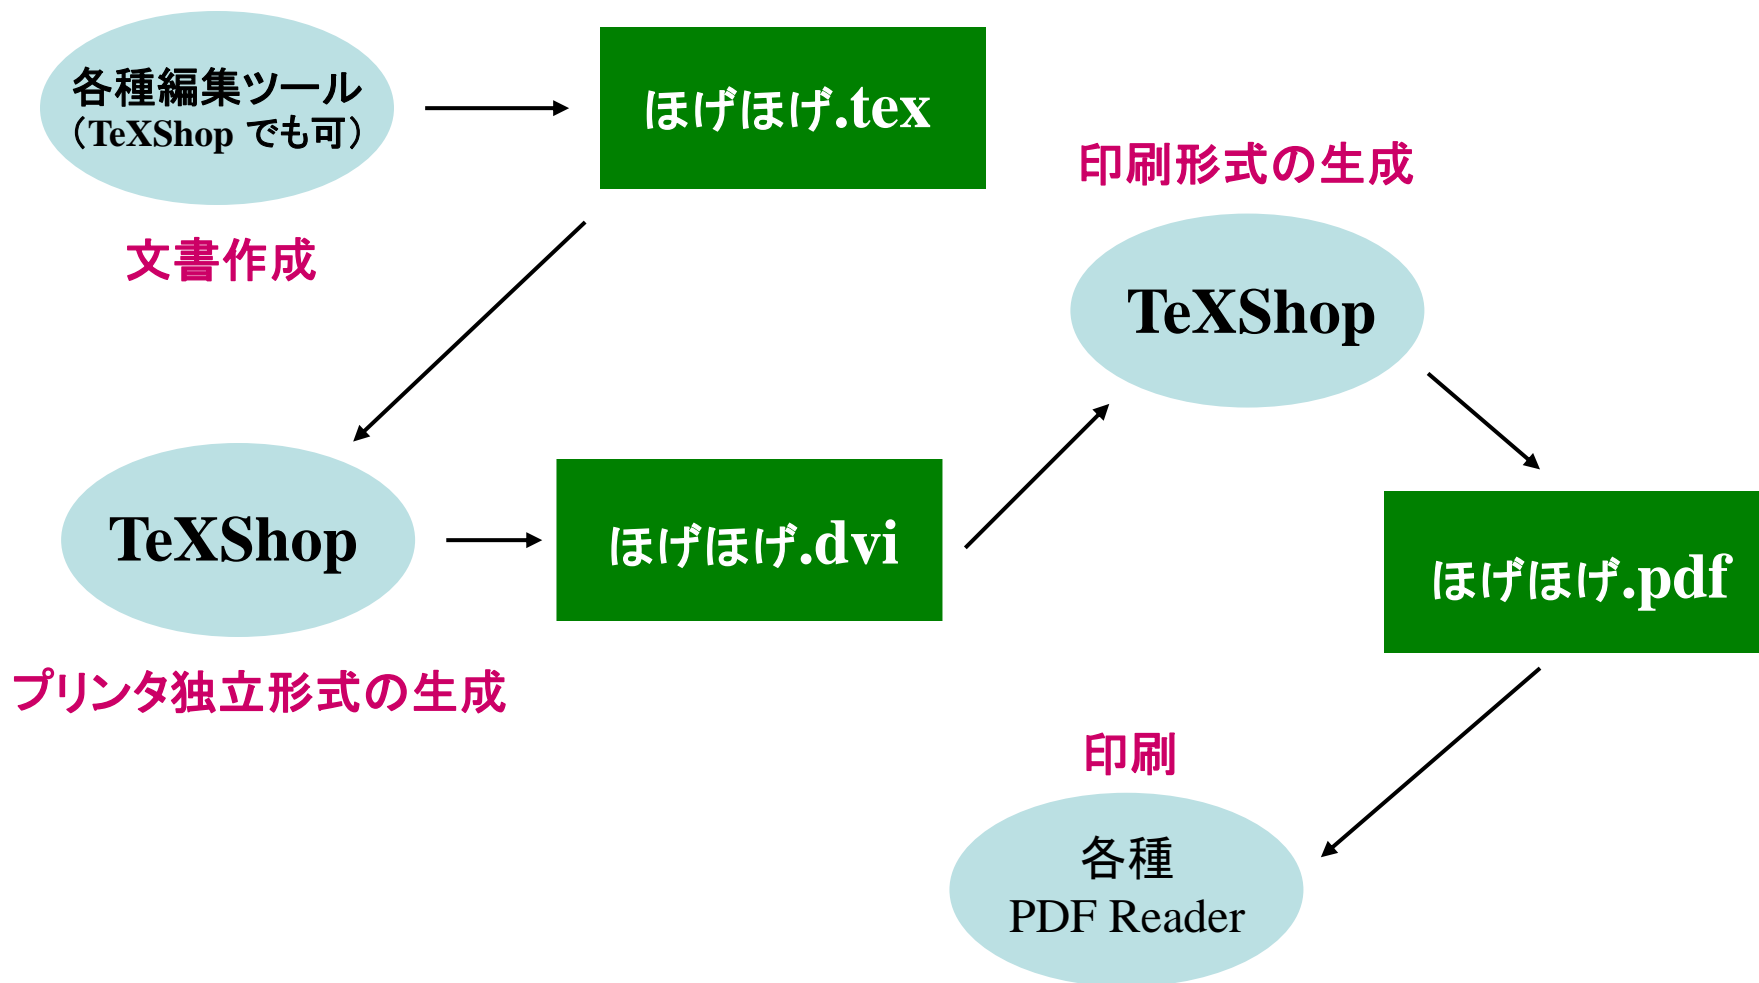 各種編集ツール
（TeXShop でも可）
ほげほげ.tex
文書作成
印刷形式の生成
TeXShop
TeXShop
ほげほげ.dvi
ほげほげ.pdf
プリンタ独立形式の生成
印刷
各種
PDF Reader